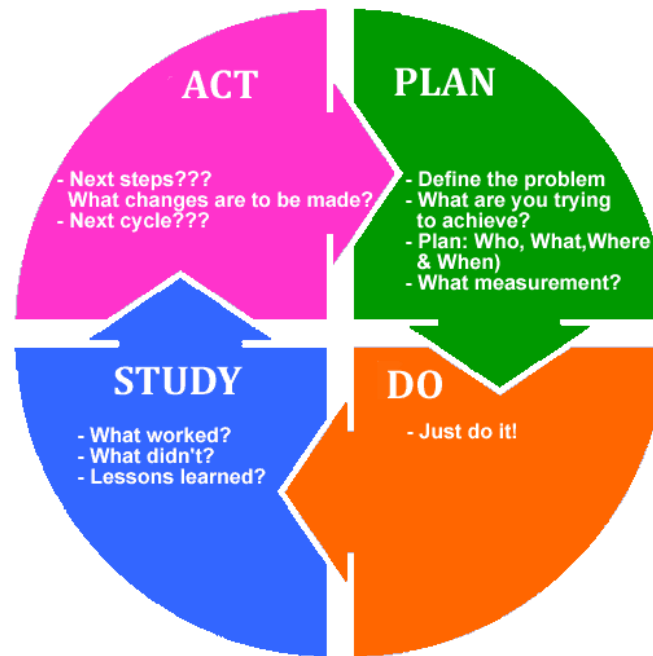 ACT
- Next steps???
What changes are to be made?
- Next cycle???
PLAN
- Define the problem
- What are you trying
to achieve?
- Plan: Who, What,Where
& When)
- What measurement?
STUDY
- What worked?
- What didn't?
- Lessons learned?
DO
- Just do it!